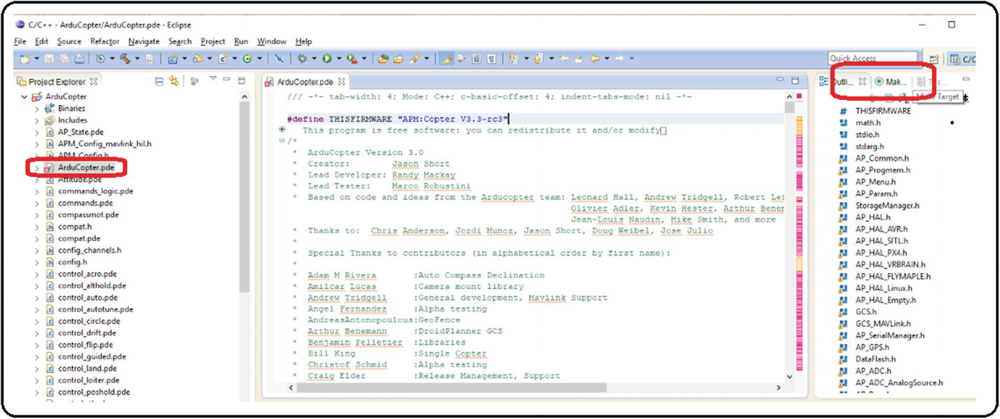 C/C++ - ArduCopter/ArduCopter.pde - Eclipse
File Edit Source Refactor Navigate Search Project Run Window Help
Quick Access
C/C
Project Explorer
ArduCopter
Binaries
Includes
AP_State.pde
APM_Config_mavlink_hil.h
APM_Config.h
ArduCopter.pde
Attitude.pde
commands_logic.pde
commands.pde
compassmot.pde
compat.h
compat.pde
config_channels.h
config.h
control_acro.pde
control_althold.pde
control_auto.pde
control_autotune.pde
control_circle.pde
control_drift.pde
control_flip.pde
control_guided.pde
control_land.pde
control_loiter.pde
control_poshold.pde
ArduCopter.pde
/// -*- tab-width: 4; Mode: C++; c-basic-offset: 4; indent-tabs-mode: nil -*-
#define THISFIRMWARE "APM:Copter V3.3-rc3"
This program is free software: you can redistribute it and/or modify
/*
* ArduCopter Version 3.0
* Creator: Jason Short
* Lead Developer: Randy Mackay
* Lead Tester: Marco Robustini
* Based on code and ideas from the Arducopter team: Leonard Hall, Andrew Tridgell, Robert Le
Olivier Adler, Kevin Hester, Arthur Bene
Jean-Louis Naudin, Mike Smith, and more
* Thanks to: Chris Anderson, Jordi Munoz, Jason Short, Doug Weibel, Jose Julio
*
* Special Thanks to contributors (in alphabetical order by first name):
*
* Adam M Rivera :Auto Compass Declination
* Amilcar Lucas :Camera mount library
* Andrew Tridgell :General development, Mavlink Support
* Angel Fernandez :Alpha testing
* AndreasAntonopoulous:GeoFence
* Arthur Benemann :DroidPlanner GCS
* Benjamin Pelletier :Libraries
* Bill King :Single Copter
* Christof Schmid :Alpha testing
* Craig Elder :Release Management, Support
Outli... Mak...
Target
# THISFIRMWARE
math.h
stdio.h
stdarg.h
AP_Common.h
AP_Progmem.h
AP_Menu.h
AP_Param.h
StorageManager.h
AP_HAL.h
AP_HAL_AVR.h
AP_HAL_SITL.h
AP_HAL_PX4.h
AP_HAL_VRBRAIN.h
AP_HAL_FLYMAPLE.h
AP_HAL_Linux.h
AP_HAL_Empty.h
GCS.h
GCS_MAVLink.h
AP_SerialManager.h
AP_GPS.h
DataFlash.h
AP_ADC.h
AP_ADC_AnalogSource.h